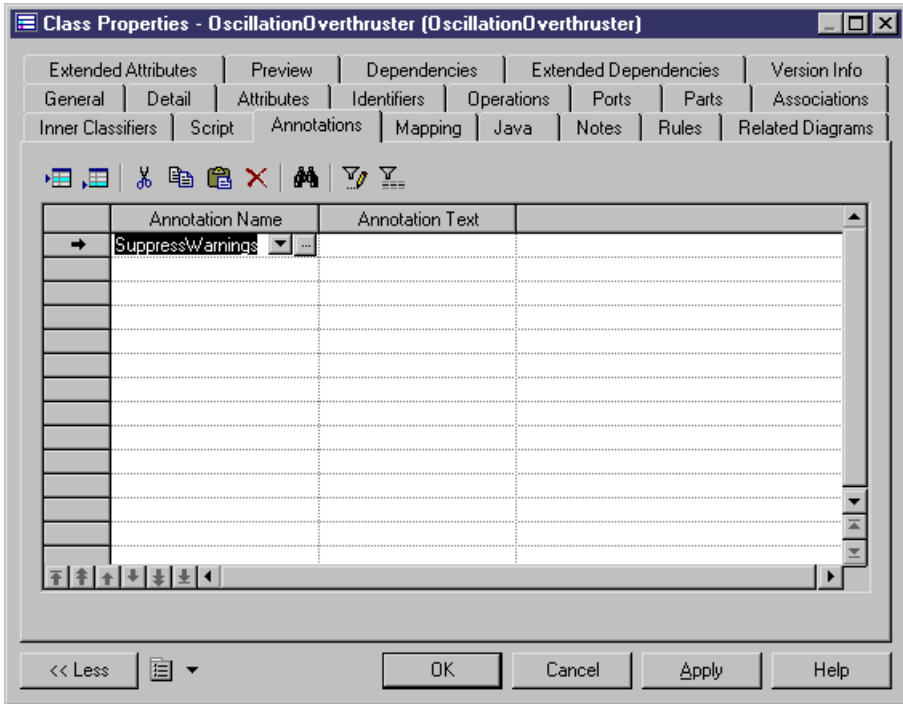 Class Properties - OscillationOverthruster (OscillationOverthruster)
Extended Attributes Preview Dependencies Extended Dependencies Version Info
General Detail Attributes Identifiers Operations Ports Parts Associations
Inner Classifiers Script Annotations Mapping Java Notes Rules Related Diagrams
Annotation Name Annotation Text
SuppressWarnings ...
<< Less OK Cancel Apply Help